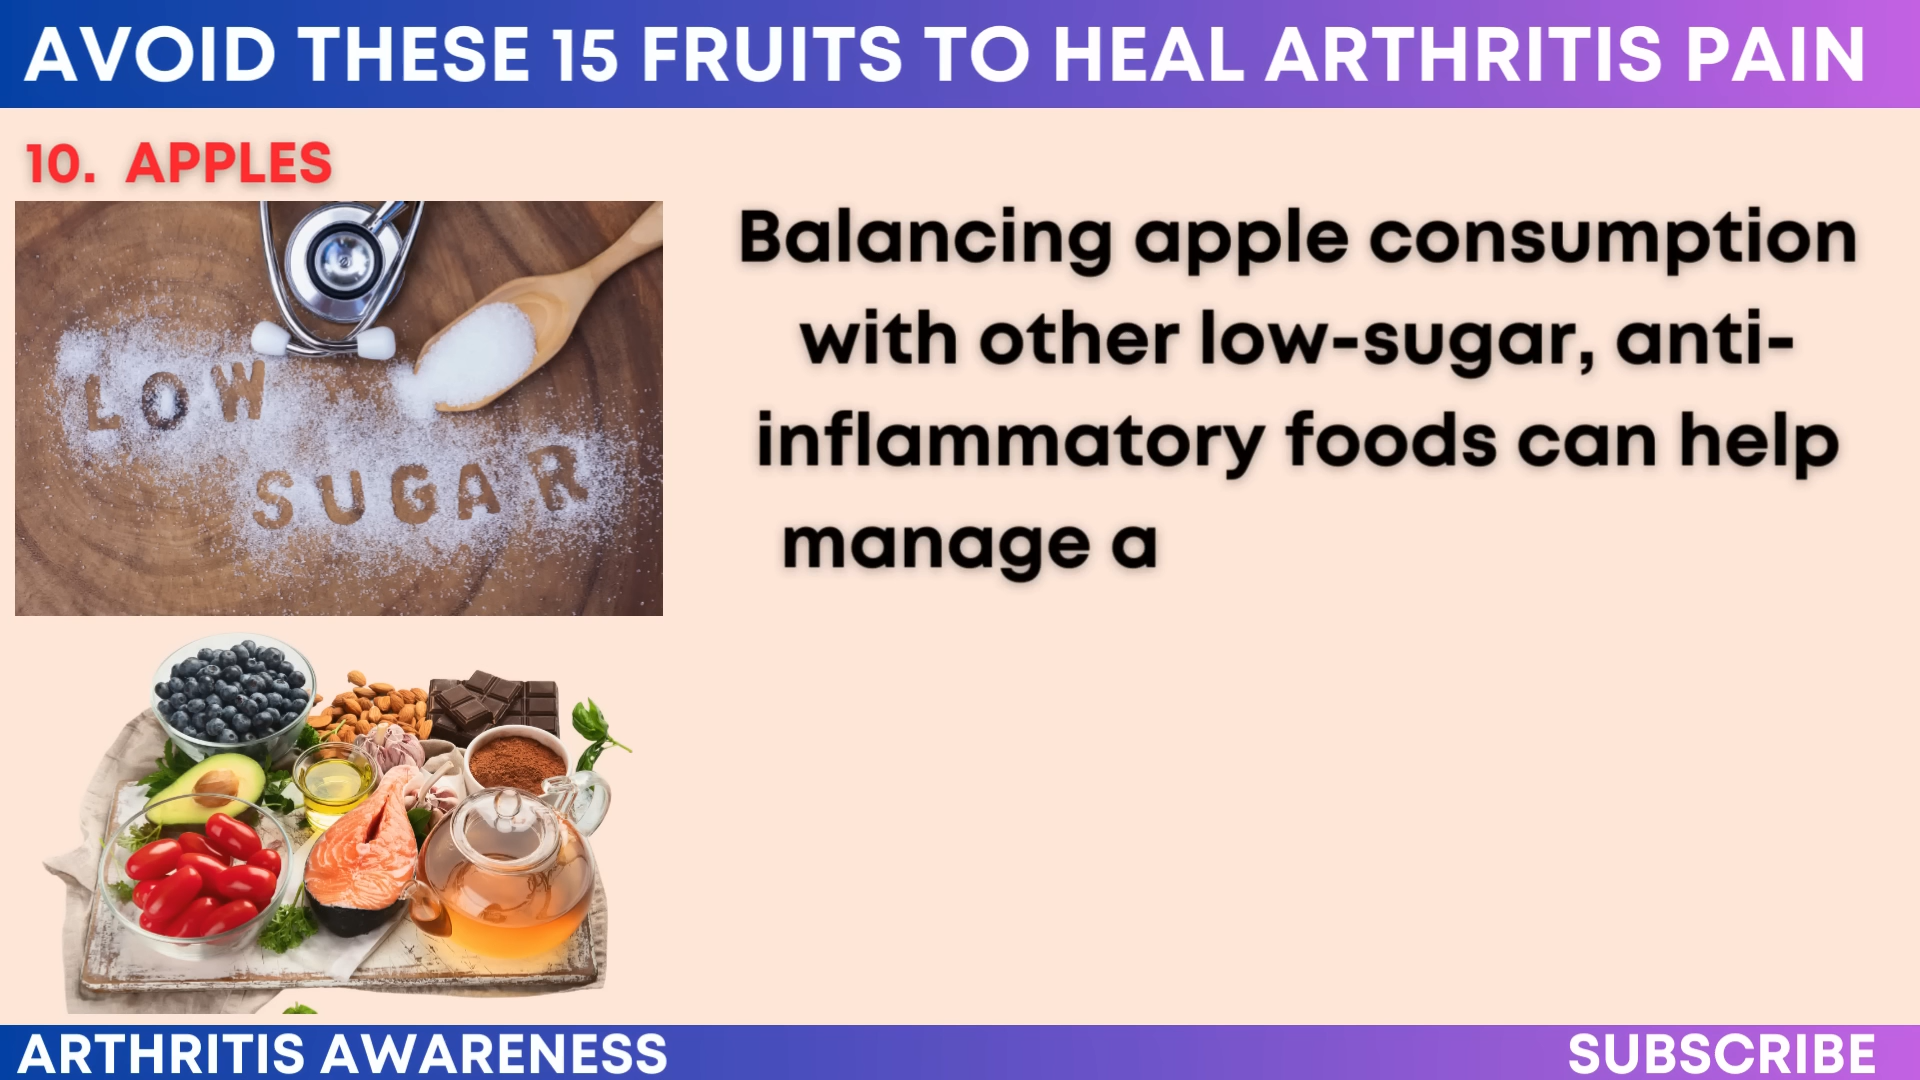 AVOID THESE 15 FRUITS TO HEAL ARTHRITIS PAIN
10. APPLES
LOW
SUGAR
Balancing apple consumption
with other low-sugar, anti-
inflammatory foods can help
manage a
ARTHRITIS AWARENESS
SUBSCRIBE